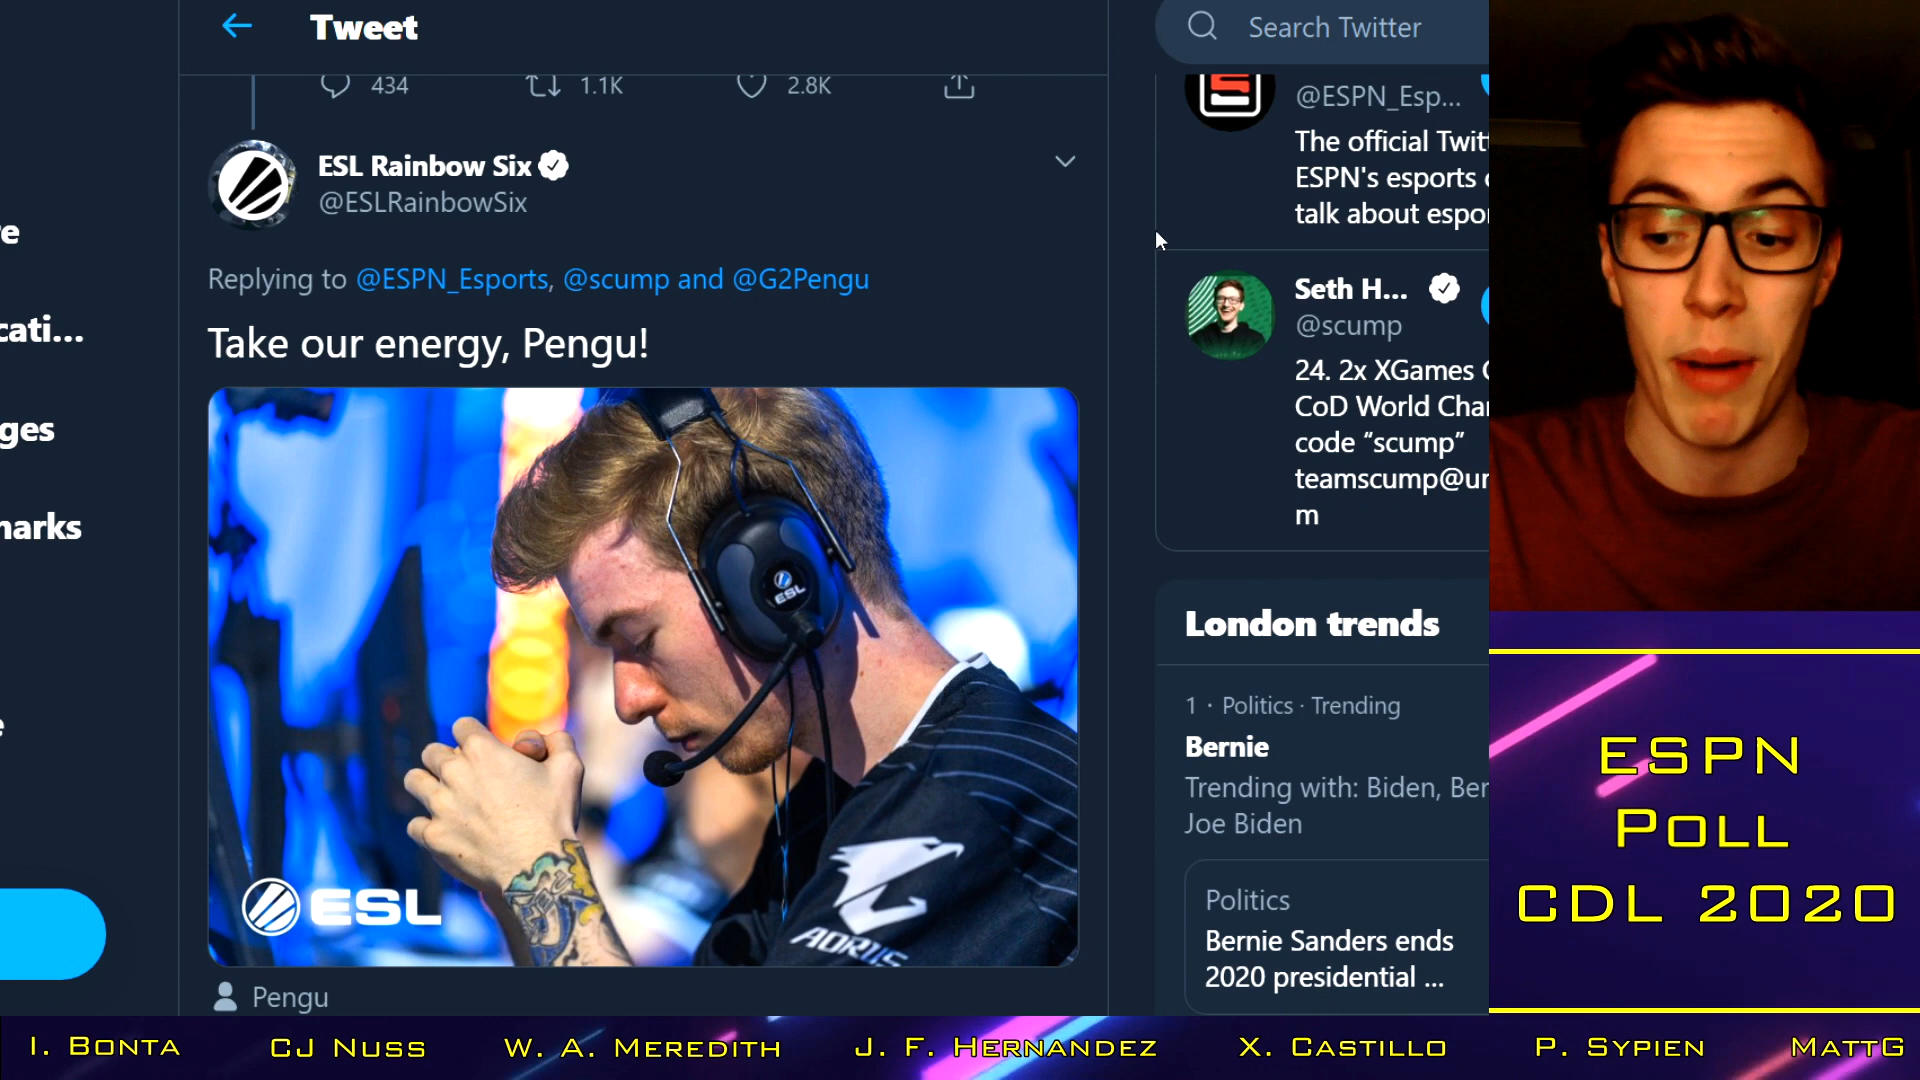 Tweet
Search Twitter
434
1.1K
2.8K
@ESPN_Esp...
The official Twit
ESPN's esports
talk about espo
ESL Rainbow Six
@ESLRainbowSix
Replying to @ESPN_Esports, @scump and @G2Pengu
Take our energy, Pengu!
ESL
ESL
AORUS
Pengu
Seth H...
@scump
24. 2x XGames
CoD World Cha
code “scump”
teamscump@ur
m
London trends
1 · Politics · Trending
Bernie
Trending with: Biden, Ber
Joe Biden
Politics
Bernie Sanders ends
2020 presidential ...
re
cati...
ges
narks
e
ESPN
Poll
CDL 2020
I. Bonta
CJ Nuss
W. A. Meredith
J. F. Hernandez
X. Castillo
P. Sypien
MattG